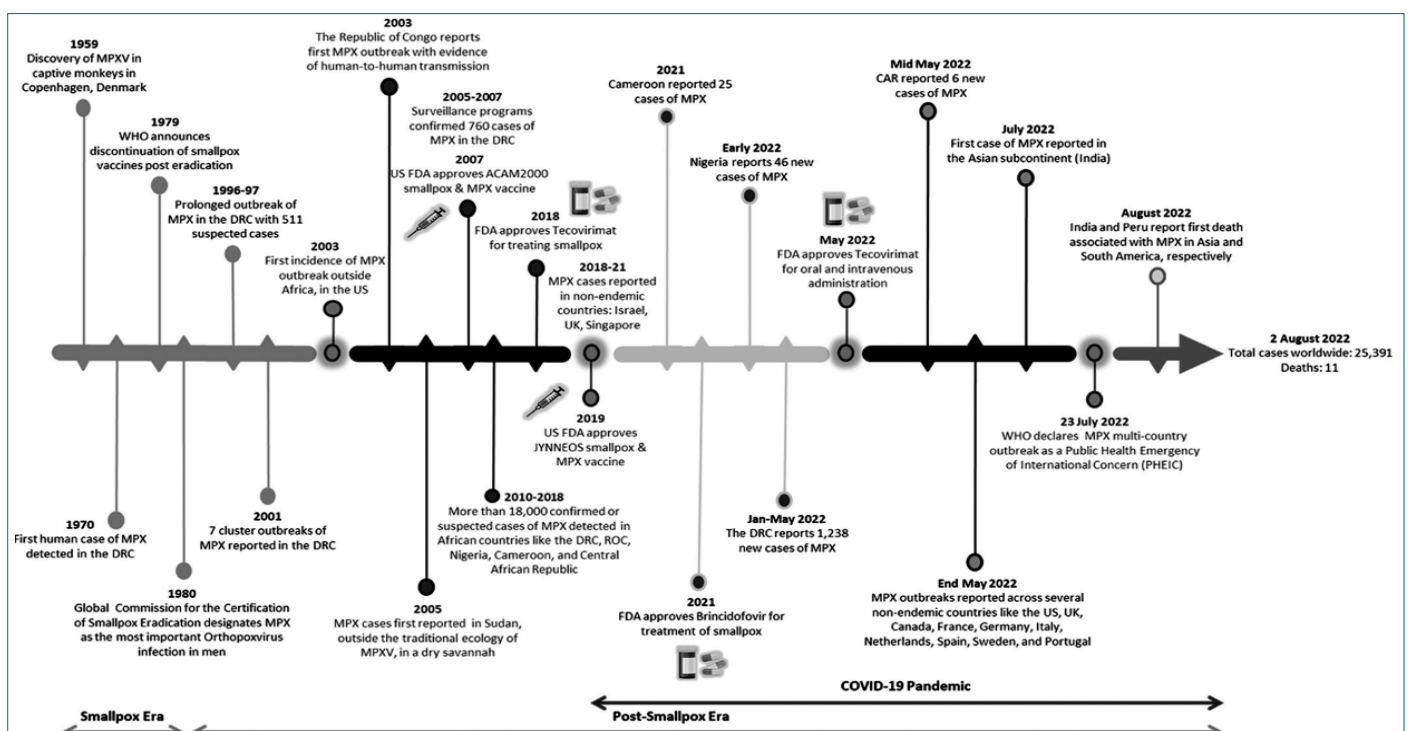 1959
Discovery of MPXV in
captive monkeys in
Copenhagen, Denmark
1979
WHO announces
discontinuation of smallpox
vaccines post eradication
1996-97
Prolonged outbreak of
MPX in the DRC with 511
suspected cases
2003
First incidence of MPX
outbreak outside
Africa, in the US
2003
The Republic of Congo reports
first MPX outbreak with evidence
of human-to-human transmission
2005-2007
Surveillance programs
confirmed 760 cases of
MPX in the DRC
2007
US FDA approves ACAM2000
smallpox & MPX vaccine
2018
FDA approves Tecovirimat
for treating smallpox
2018-21
MPX cases reported
in non-endemic
countries: Israel,
UK, Singapore
2021
Cameroon reported 25
cases of MPX
Early 2022
Nigeria reports 46 new
cases of MPX
May 2022
FDA approves Tecovirimat
for oral and intravenous
administration
Mid May 2022
CAR reported 6 new
cases of MPX
July 2022
First case of MPX reported in
the Asian subcontinent (India)
August 2022
India and Peru report first death
associated with MPX in Asia and
South America, respectively
2 August 2022
Total cases worldwide: 25,391
Deaths: 11
1970
First human case of MPX
detected in the DRC
1980
Global Commission for the Certification
of Smallpox Eradication designates MPX
as the most important Orthopoxvirus
infection in men
2001
7 cluster outbreaks of
MPX reported in the DRC
2005
MPX cases first reported in Sudan,
outside the traditional ecology of
MPXV, in a dry savannah
2010-2018
More than 18,000 confirmed or
suspected cases of MPX detected in
African countries like the DRC, ROC,
Nigeria, Cameroon, and Central
African Republic
2019
US FDA approves
JYNNEOS smallpox &
MPX vaccine
2021
FDA approves Brincidofovir for
treatment of smallpox
Jan-May 2022
The DRC reports 1,238
new cases of MPX
End May 2022
MPX outbreaks reported across several
non-endemic countries like the US, UK,
Canada, France, Germany, Italy,
Netherlands, Spain, Sweden, and Portugal
23 July 2022
WHO declares MPX multi-country
outbreak as a Public Health Emergency
of International Concern (PHEIC)
COVID-19 Pandemic
Smallpox Era
Post-Smallpox Era